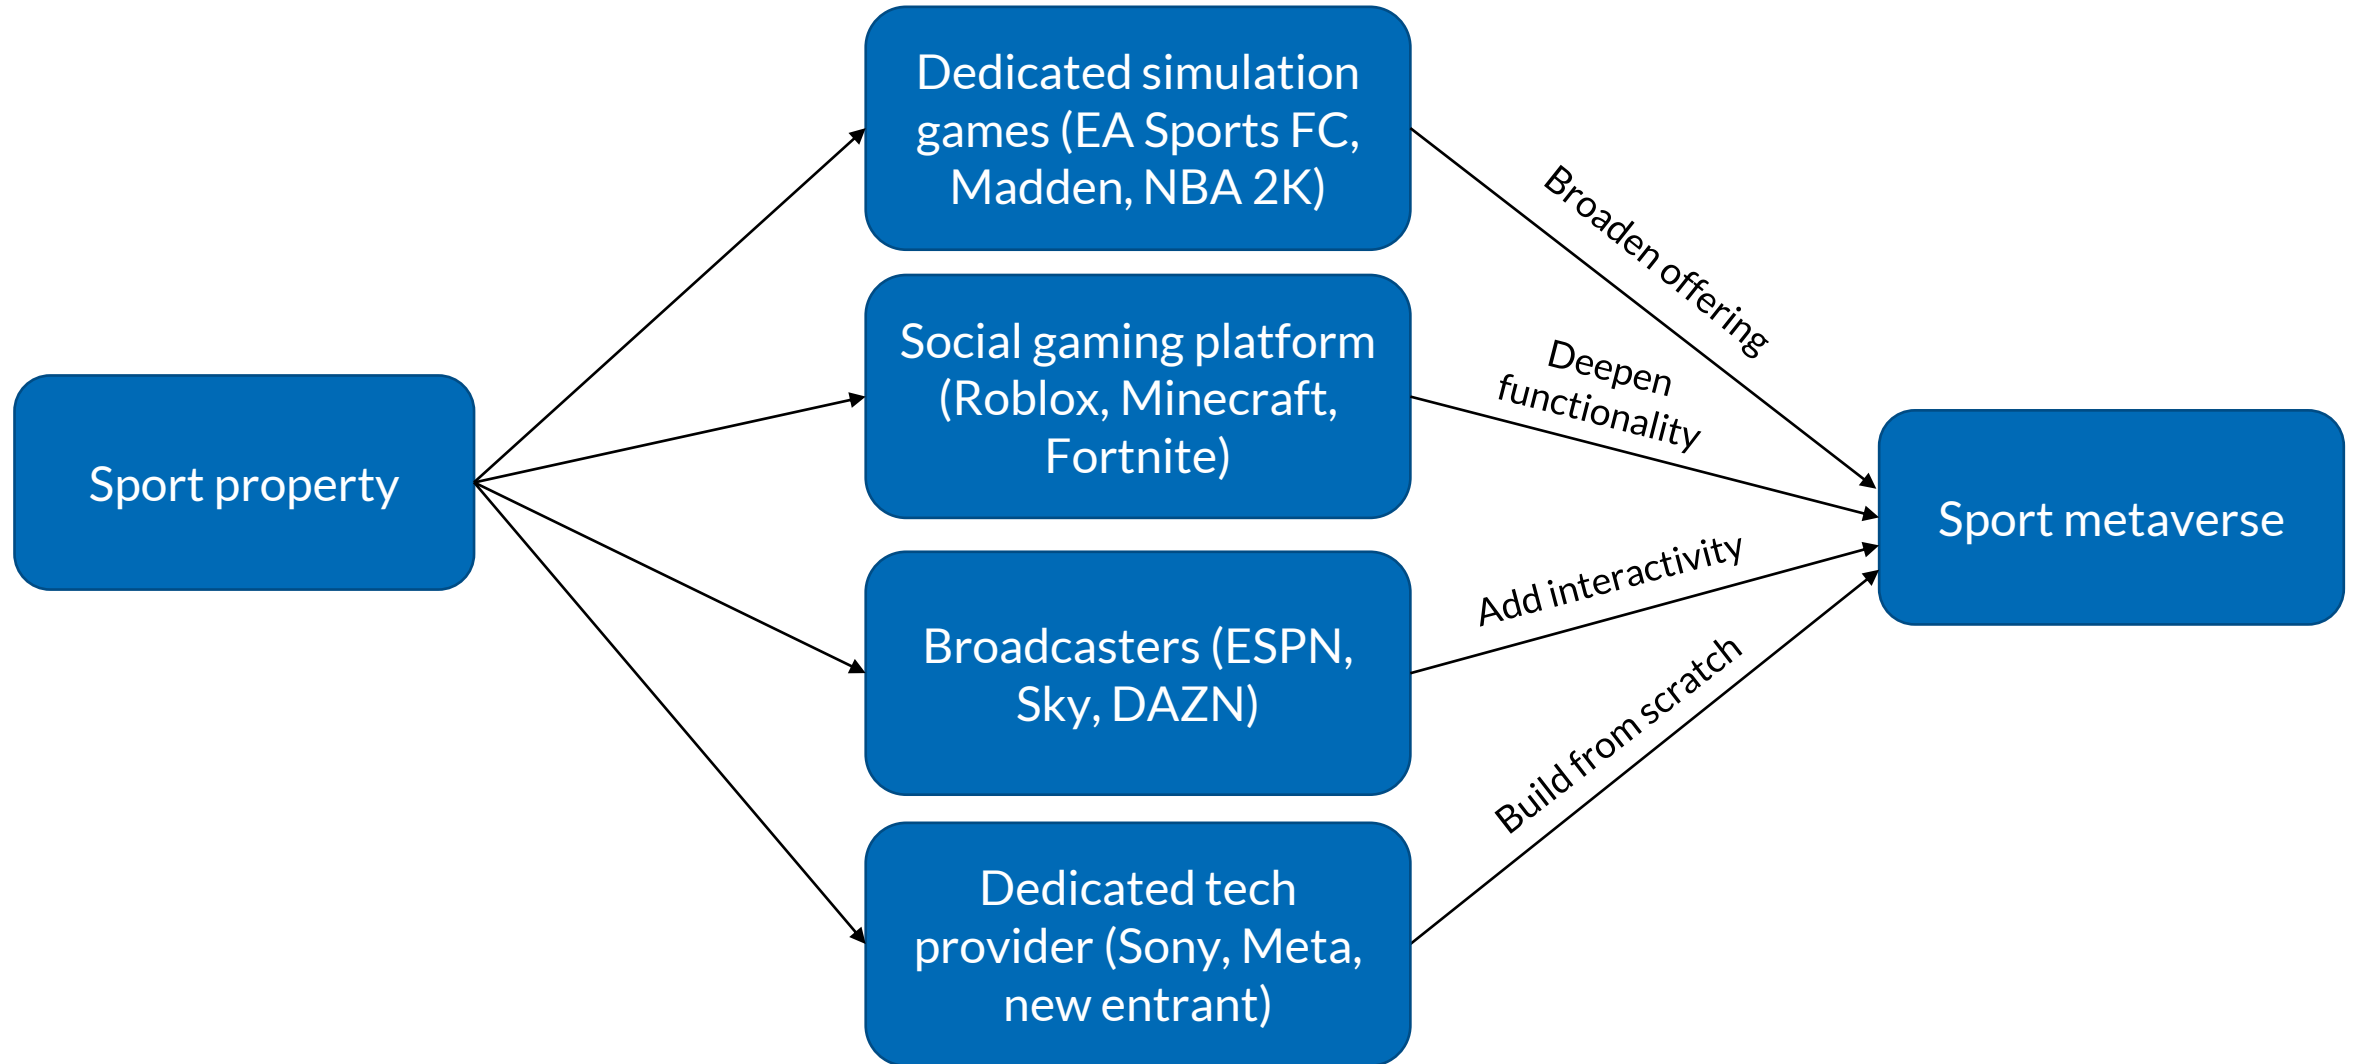 Sport property
Dedicated simulation
games (EA Sports FC,
Madden, NBA 2K)
Social gaming platform
(Roblox, Minecraft,
Fortnite)
Broadcasters (ESPN,
Sky, DAZN)
Dedicated tech
provider (Sony, Meta,
new entrant)
Broaden offering
Deepen
functionality
Add interactivity
Build from scratch
Sport metaverse